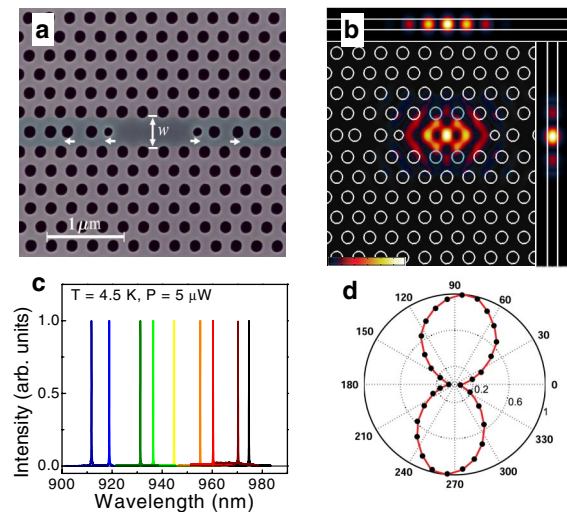 a
w
1 μm
b
c
T = 4.5 K, P = 5 μW
Intensity (arb. units)
1.0
0.5
0.0
900 920 940 960 980
Wavelength (nm)
d
90
120 60
150 30
180 0.2 0.6 1 0
210 330
240 300
270